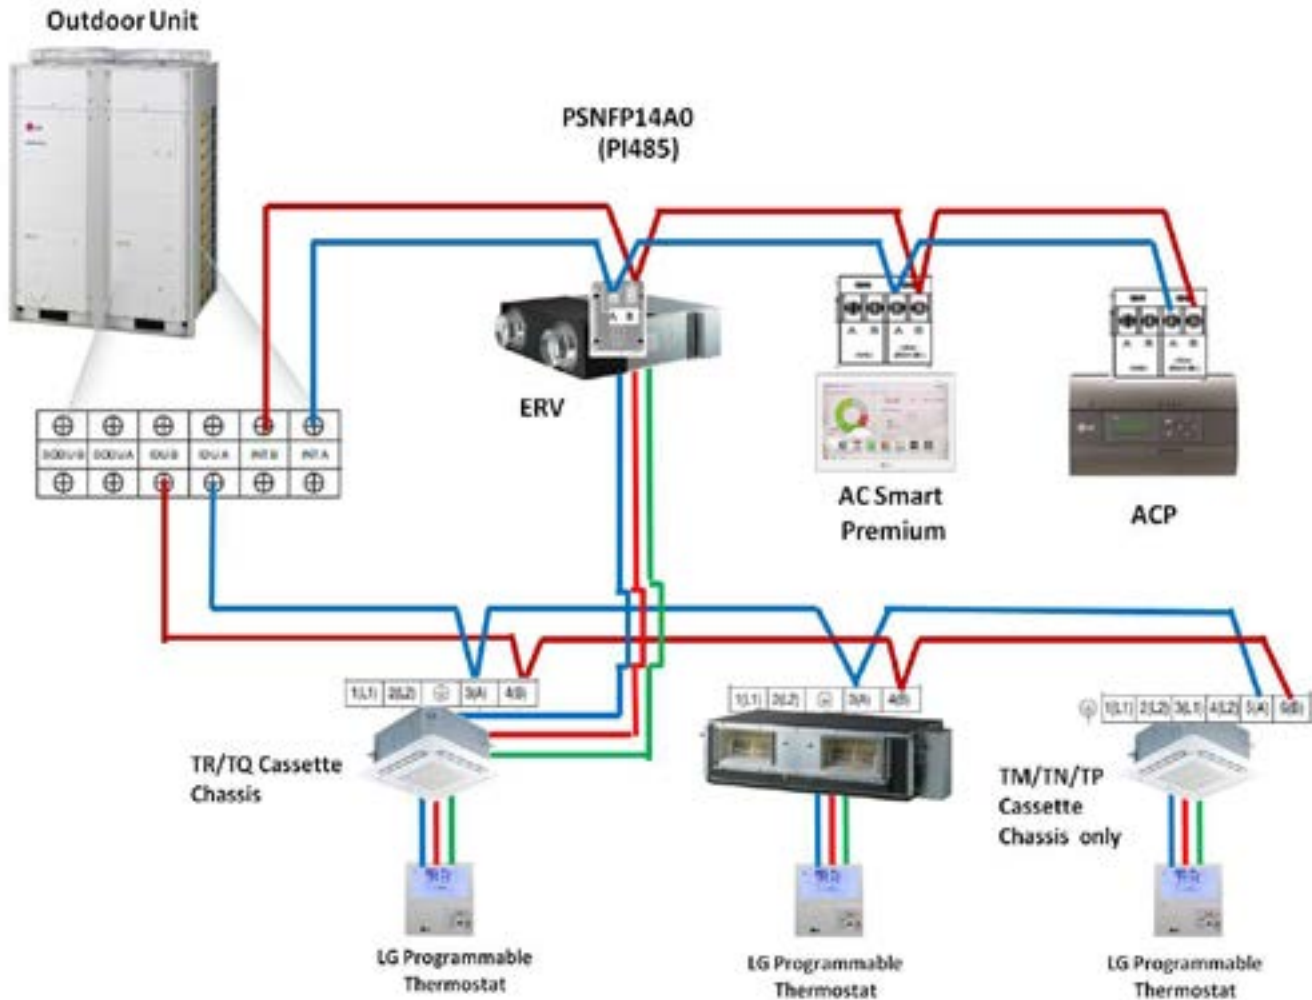 Outdoor Unit
PSNFP14A0
(PI485)
A B
ERV
A B A B
A B A B
AC Smart
Premium
ACP
IDU B IDU A INT B INT A
1(L1) 2(L2) 3(A) 4(B)
1(L1) 2(L2) 3(A) 4(B)
1(L1) 2(L2) 3(L1) 4(L2) 5(A) 6(B)
TR/TQ Cassette
Chassis
TM/TN/TP
Cassette
Chassis only
LG Programmable
Thermostat
LG Programmable
Thermostat
LG Programmable
Thermostat